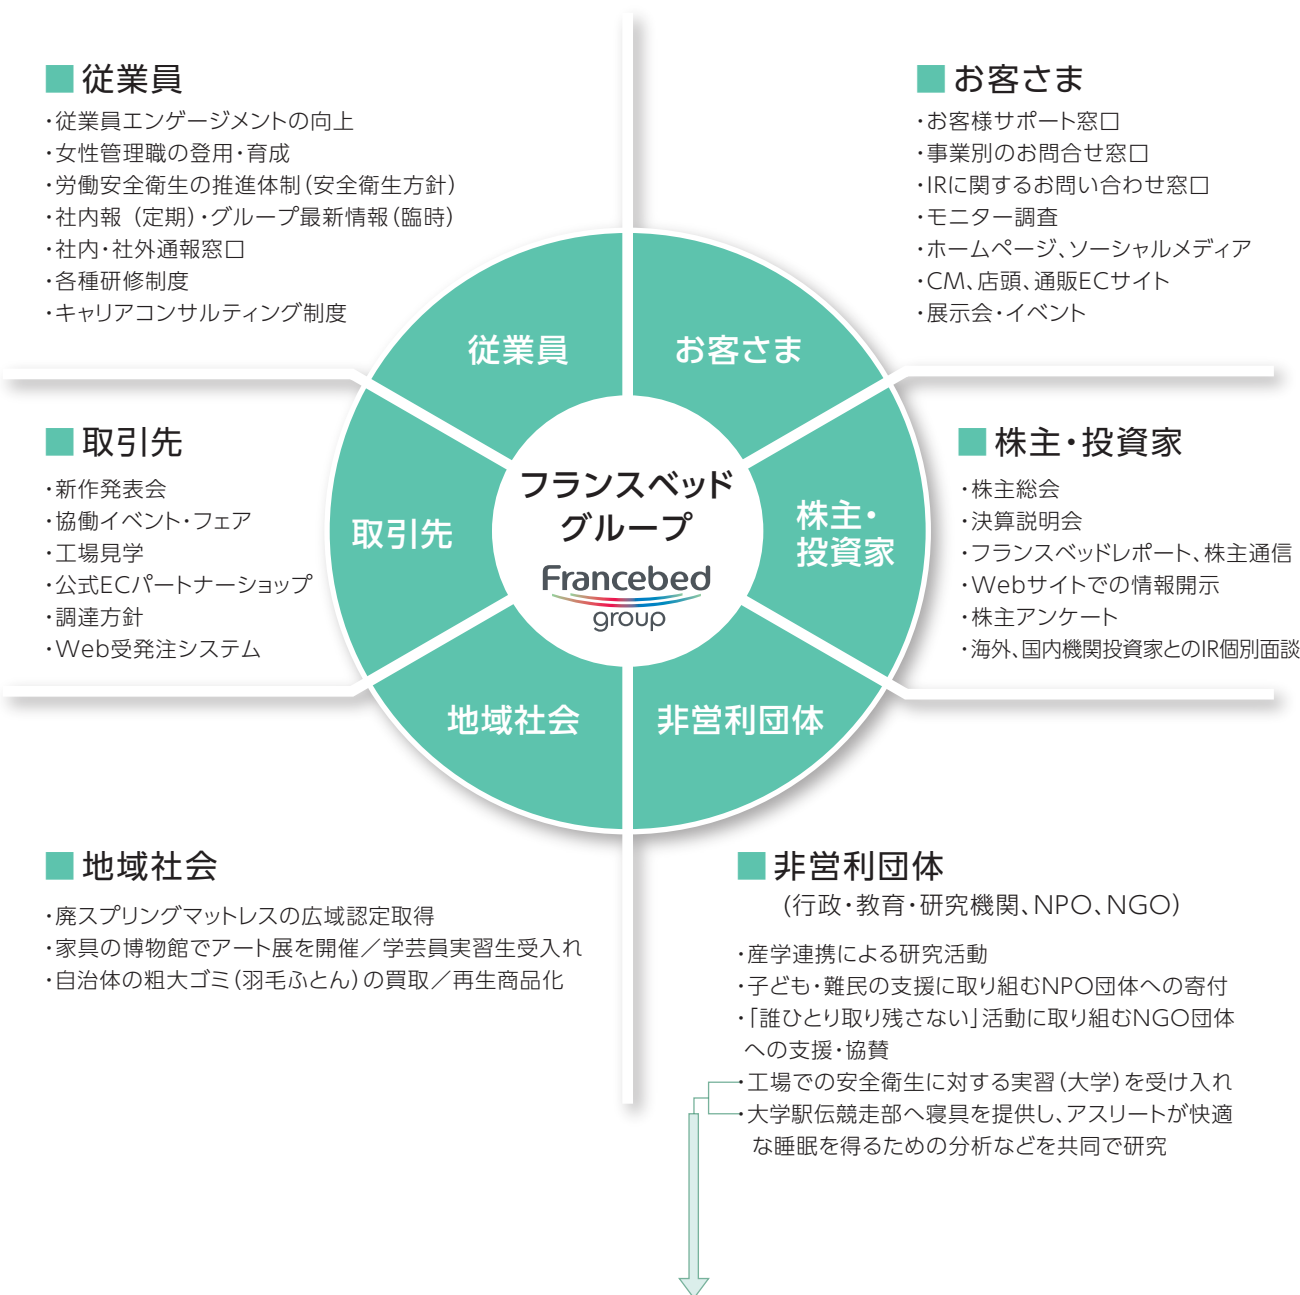 ■ 従業員
・従業員エンゲージメントの向上
・女性管理職の登用・育成
・労働安全衛生の推進体制(安全衛生方針)
・社内報 (定期)・グループ最新情報(臨時)
・社内・社外通報窓口
・各種研修制度
・キャリアコンサルティング制度
■ お客さま
・お客様サポート窓口
・事業別のお問合せ窓口
・IRに関するお問い合わせ窓口
・モニター調査
・ホームページ、ソーシャルメディア
・CM、店頭、通販ECサイト
・展示会・イベント
従業員
お客さま
■ 取引先
・新作発表会
・協働イベント・フェア
・工場見学
・公式ECパートナーショップ
・調達方針
・Web受発注システム
取引先
フランスベッド
グループ
Francebed
group
株主・
投資家
■ 株主・投資家
・株主総会
・決算説明会
・フランスベッドレポート、株主通信
・Webサイトでの情報開示
・株主アンケート
・海外、国内機関投資家とのIR個別面談
地域社会
非営利団体
■ 地域社会
・廃スプリングマットレスの広域認定取得
・家具の博物館でアート展を開催／学芸員実習生受入れ
・自治体の粗大ゴミ(羽毛ふとん)の買取／再生商品化
■ 非営利団体
(行政・教育・研究機関、NPO、NGO)
・産学連携による研究活動
・子ども・難民の支援に取り組むNPO団体への寄付
・「誰ひとり取り残さない」活動に取り組むNGO団体
への支援・協賛
・工場での安全衛生に対する実習(大学)を受け入れ
・大学駅伝競走部へ寝具を提供し、アスリートが快適
な睡眠を得るための分析などを共同で研究